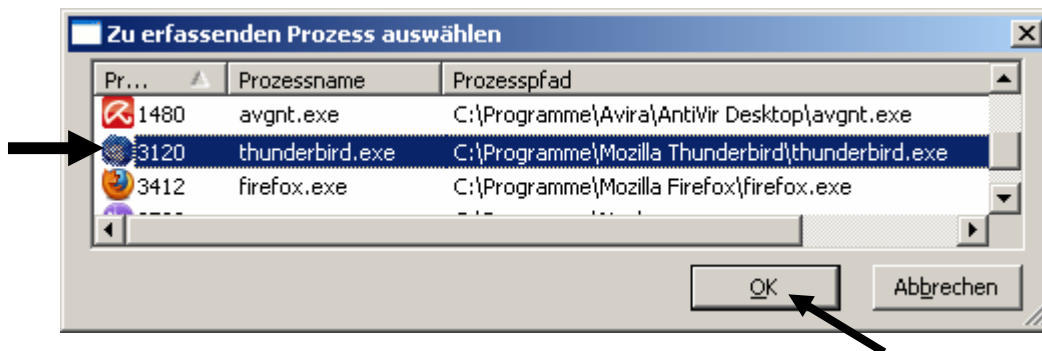 Zu erfassenden Prozess auswählen
Pr... Prozessname Prozesspfad
1480 avgnt.exe C:\Programme\Avira\AntiVir Desktop\avgnt.exe
3120 thunderbird.exe C:\Programme\Mozilla Thunderbird\thunderbird.exe
3412 firefox.exe C:\Programme\Mozilla Firefox\firefox.exe
OK Abbrechen